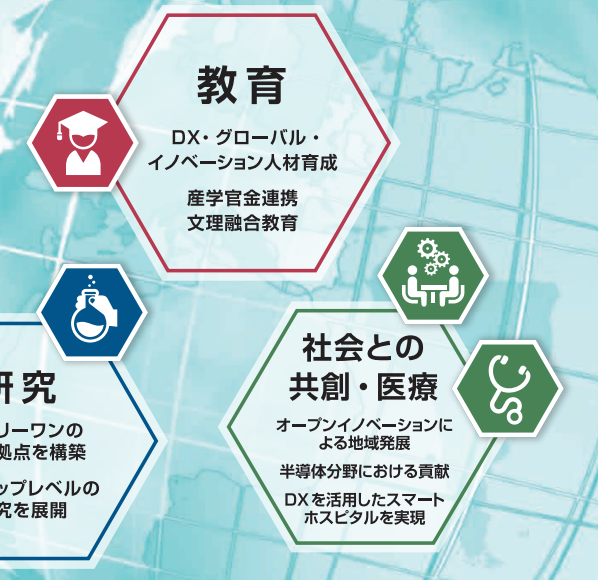 教育
DX・グローバル・
イノベーション人材育成
産学官金連携
文理融合教育
研究
リーワンの
拠点を構築
ップレベルの
究を展開
社会との
共創・医療
オープンイノベーションに
よる地域発展
半導体分野における貢献
DXを活用したスマート
ホスピタルを実現